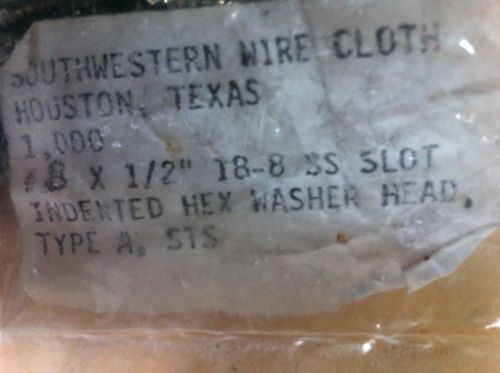 SOUTHWESTERN WIRE CLOTH
HOUSTON, TEXAS
1,000
#8 X 1/2" 18-8 SS SLOT
INDENTED HEX WASHER HEAD,
TYPE A, STS